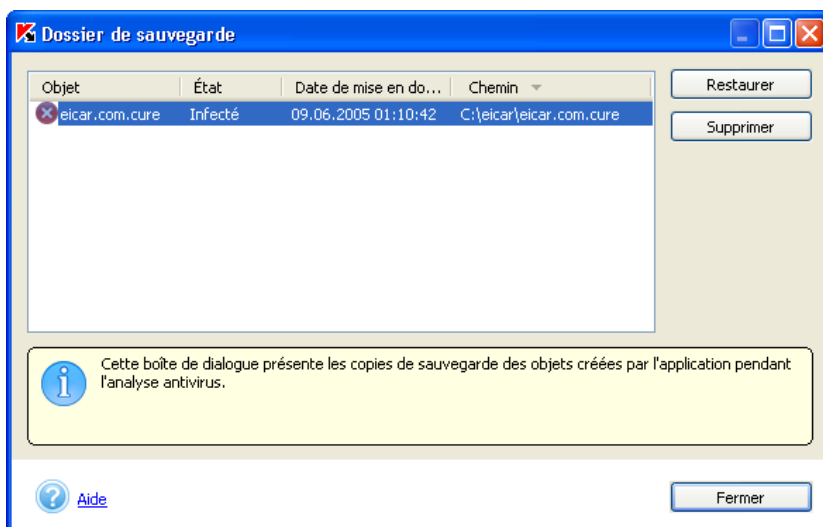 Dossier de sauvegarde
Objet État Date de mise en do... Chemin
eicar.com.cure Infecté 09.06.2005 01:10:42 C:\eicar\eicar.com.cure
Restaurer
Supprimer
Cette boîte de dialogue présente les copies de sauvegarde des objets créées par l'application pendant
l'analyse antivirus.
Aide
Fermer